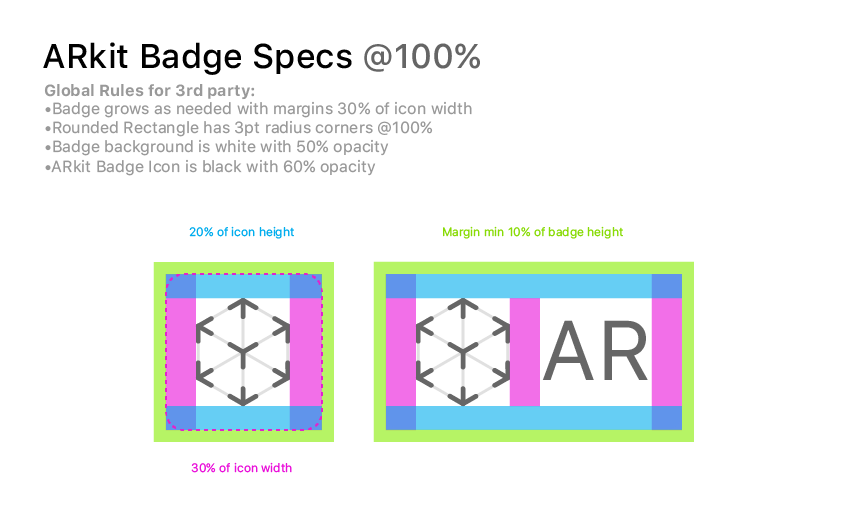 ARkit Badge Specs @100%
Global Rules for 3rd party:
•Badge grows as needed with margins 30% of icon width
•Rounded Rectangle has 3pt radius corners @100%
•Badge background is white with 50% opacity
•ARkit Badge Icon is black with 60% opacity
20% of icon height
Margin min 10% of badge height
AR
30% of icon width